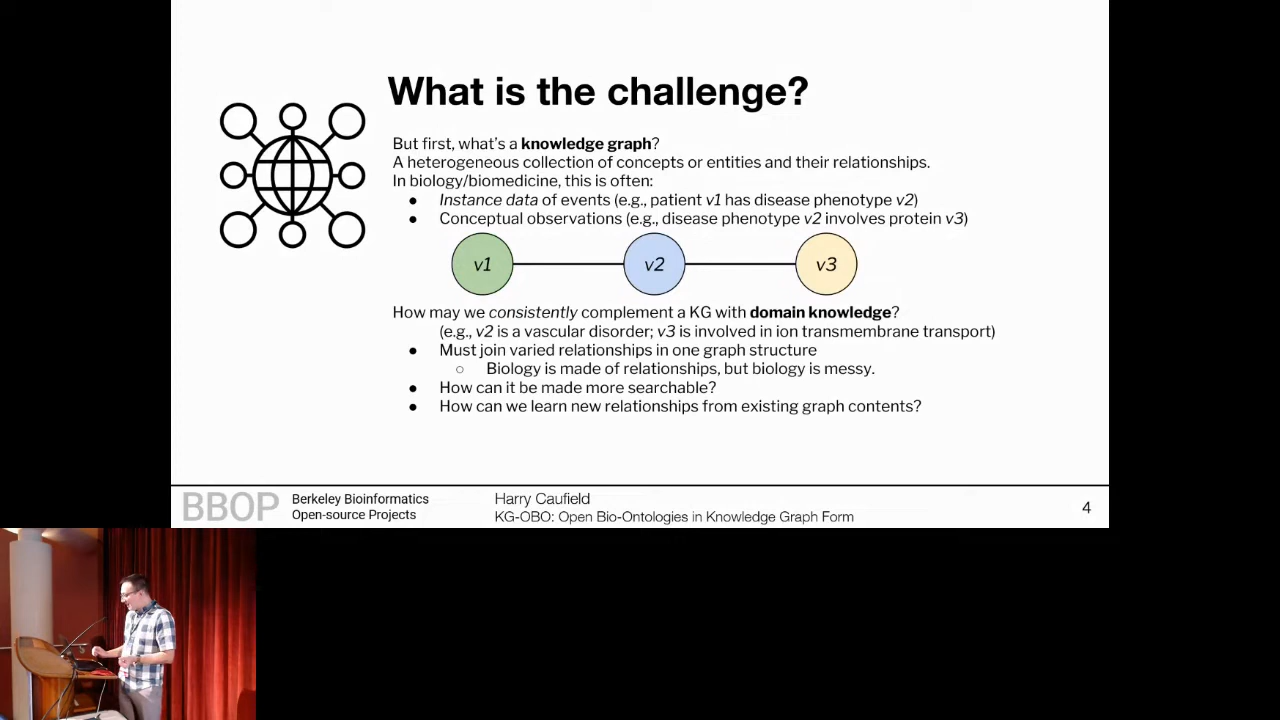 What is the challenge?
But first, what's a knowledge graph?
A heterogeneous collection of concepts or entities and their relationships.
In biology/biomedicine, this is often:
● Instance data of events (e.g., patient v1 has disease phenotype v2)
● Conceptual observations (e.g., disease phenotype v2 involves protein v3)
v1 v2 v3
How may we consistently complement a KG with domain knowledge?
(e.g., v2 is a vascular disorder; v3 is involved in ion transmembrane transport)
● Must join varied relationships in one graph structure
○ Biology is made of relationships, but biology is messy.
● How can it be made more searchable?
● How can we learn new relationships from existing graph contents?
BBOP
Berkeley Bioinformatics
Open-source Projects
Harry Caufield
KG-OBO: Open Bio-Ontologies in Knowledge Graph Form
4